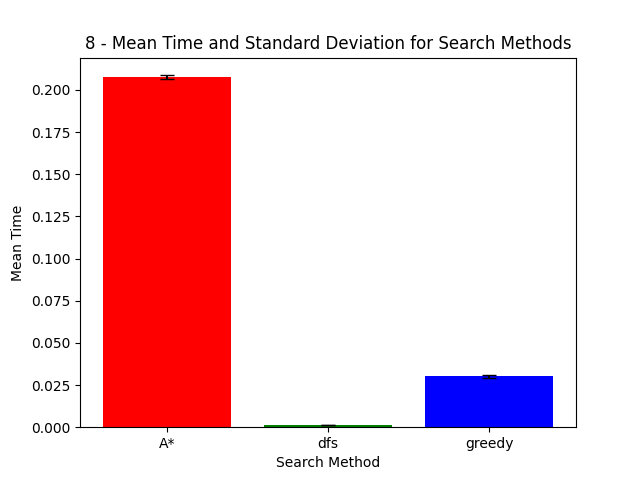 8 - Mean Time and Standard Deviation for Search Methods
0.200
0.175
0.150
0.125
0.100
0.075
0.050
0.025
0.000
Mean Time
A* dfs greedy
Search Method